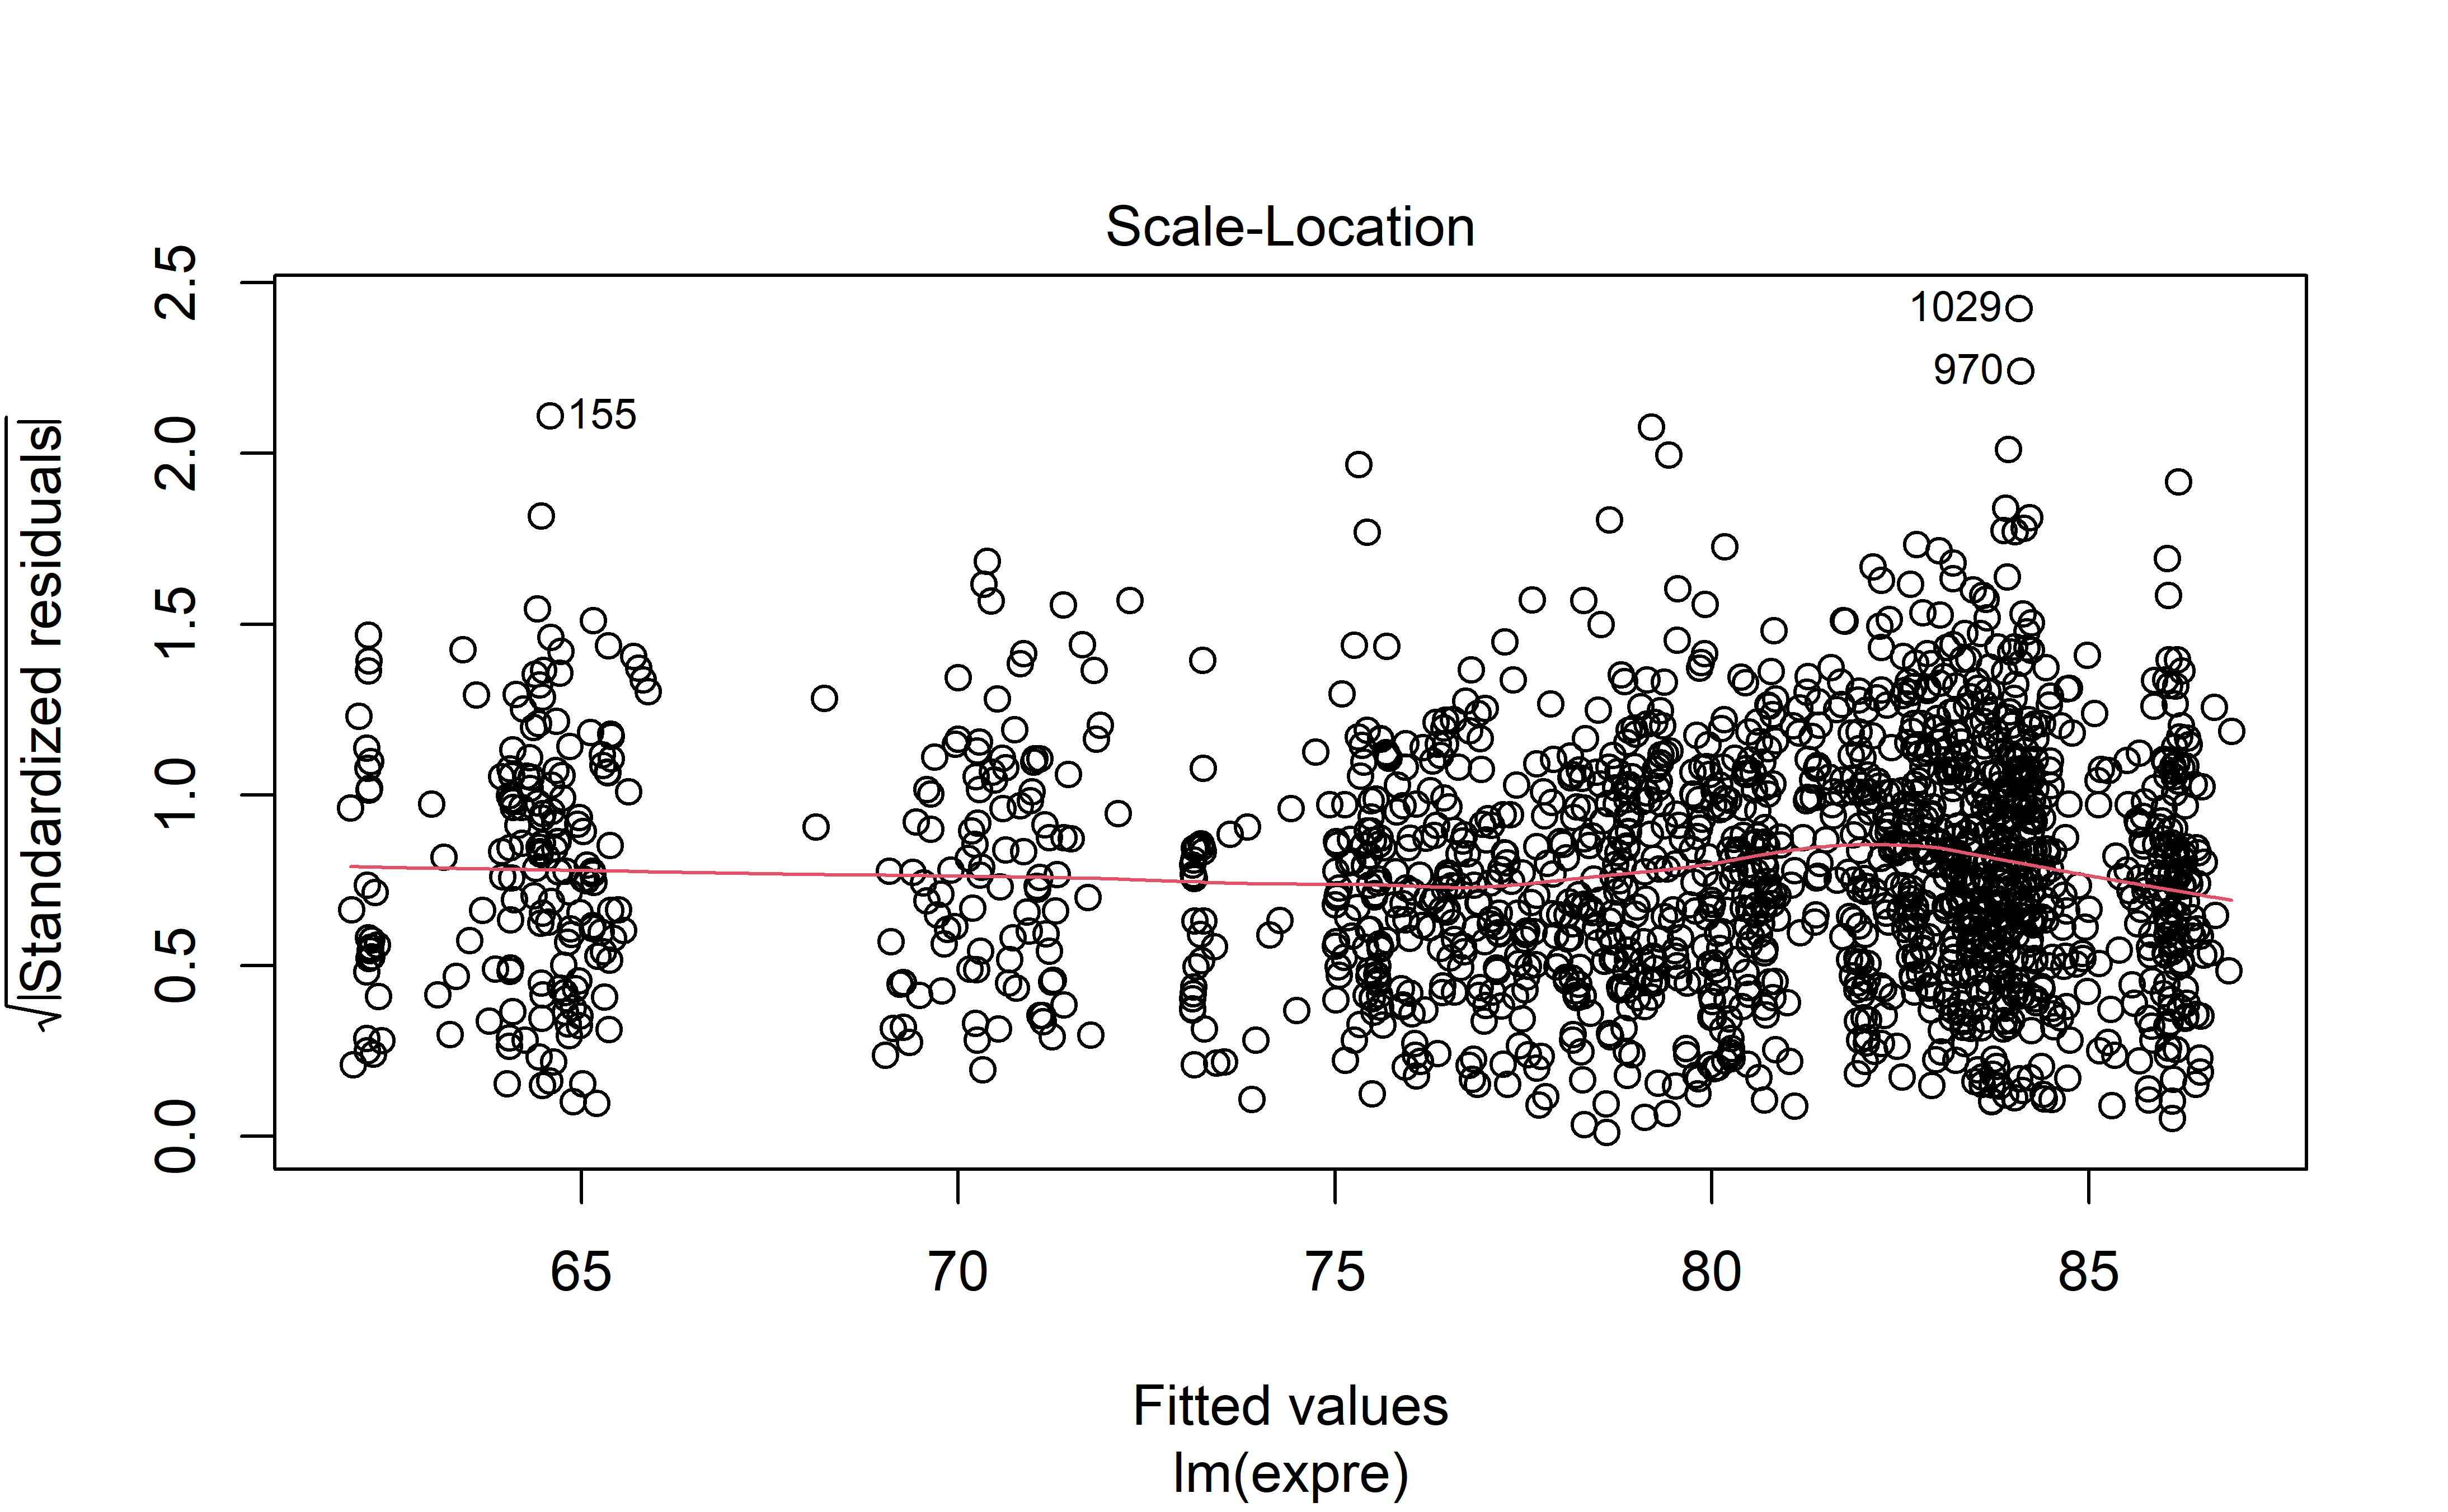 Scale-Location
√|Standardized residuals|
2.5
2.0
1.5
1.0
0.5
0.0
1029
970
155
65 70 75 80 85
Fitted values
lm(expre)